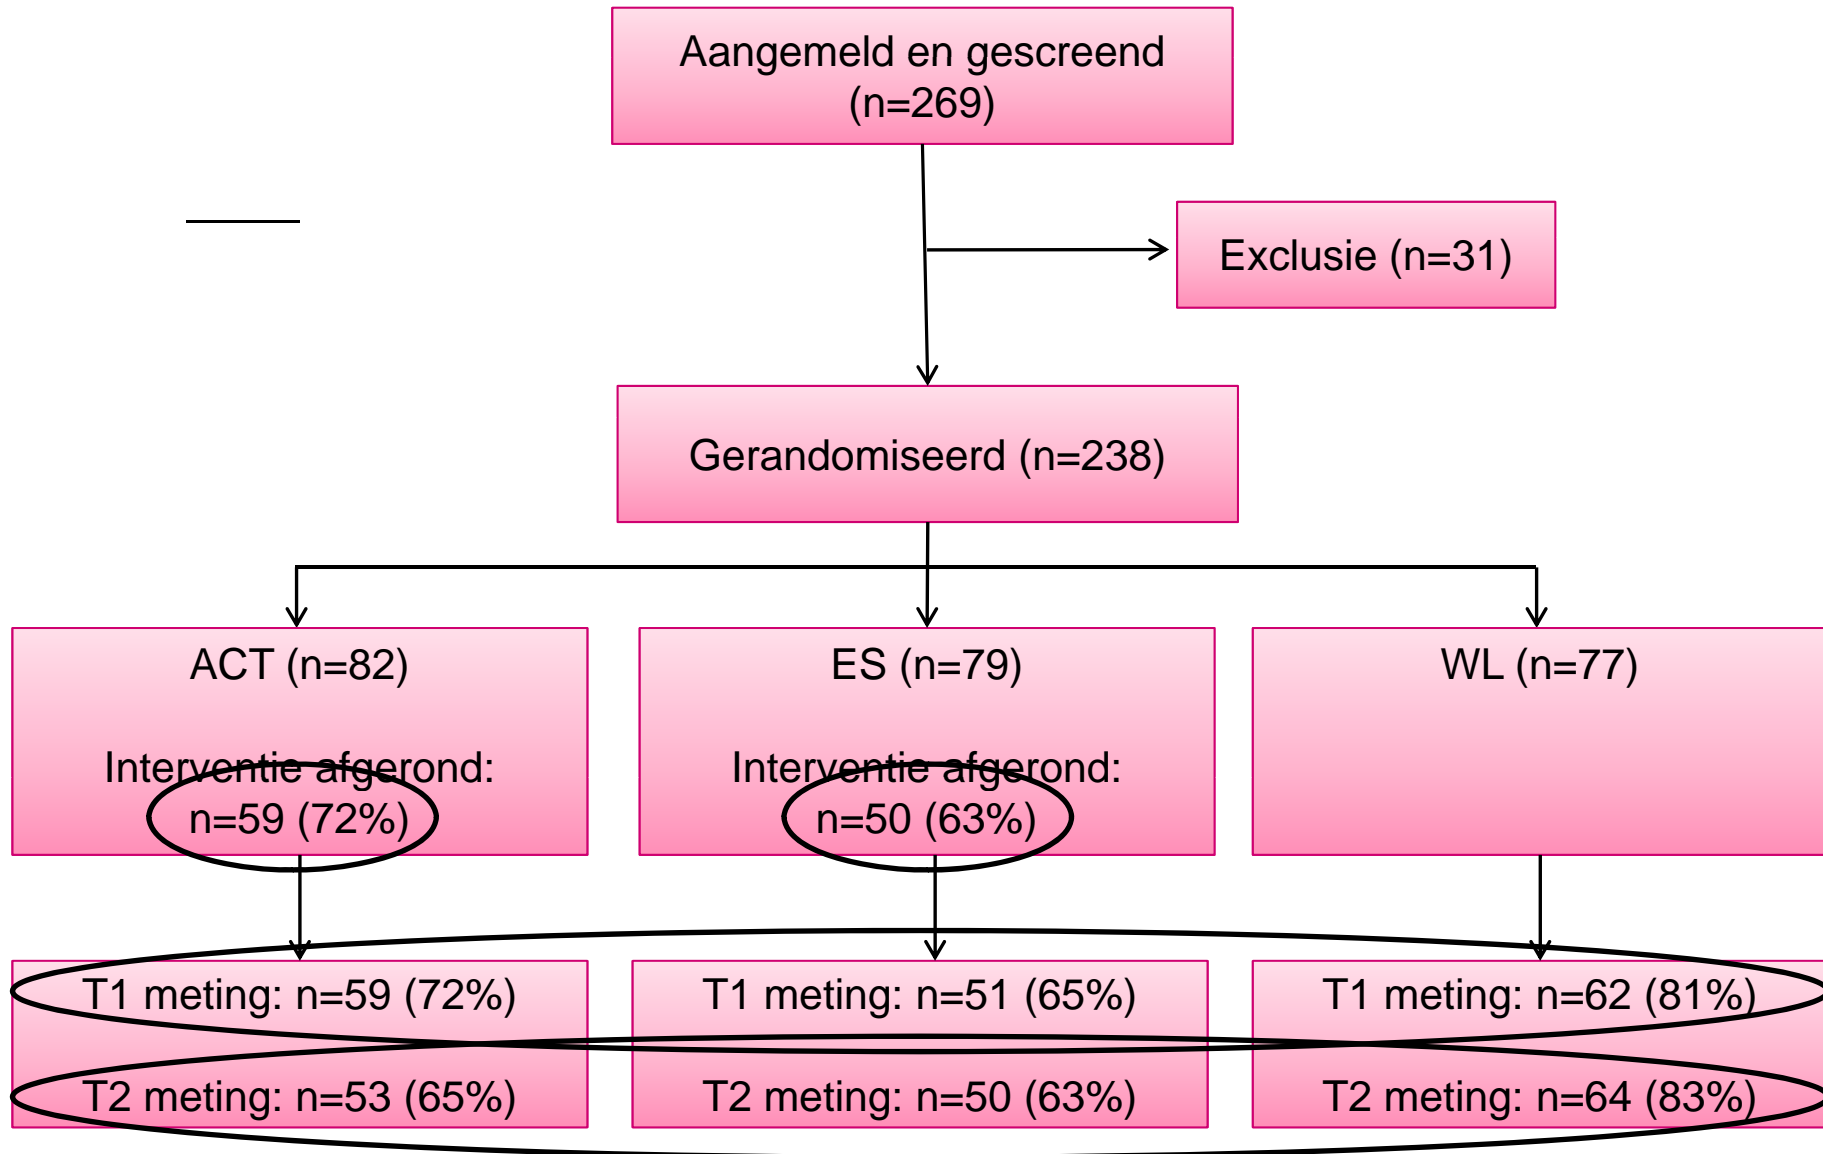 Aangemeld en gescreend
(n=269)
Exclusie (n=31)
Gerandomiseerd (n=238)
ACT (n=82)
Interventie afgerond:
n=59 (72%)
ES (n=79)
Interventie afgerond:
n=50 (63%)
WL (n=77)
T1 meting: n=59 (72%)
T2 meting: n=53 (65%)
T1 meting: n=51 (65%)
T2 meting: n=50 (63%)
T1 meting: n=62 (81%)
T2 meting: n=64 (83%)